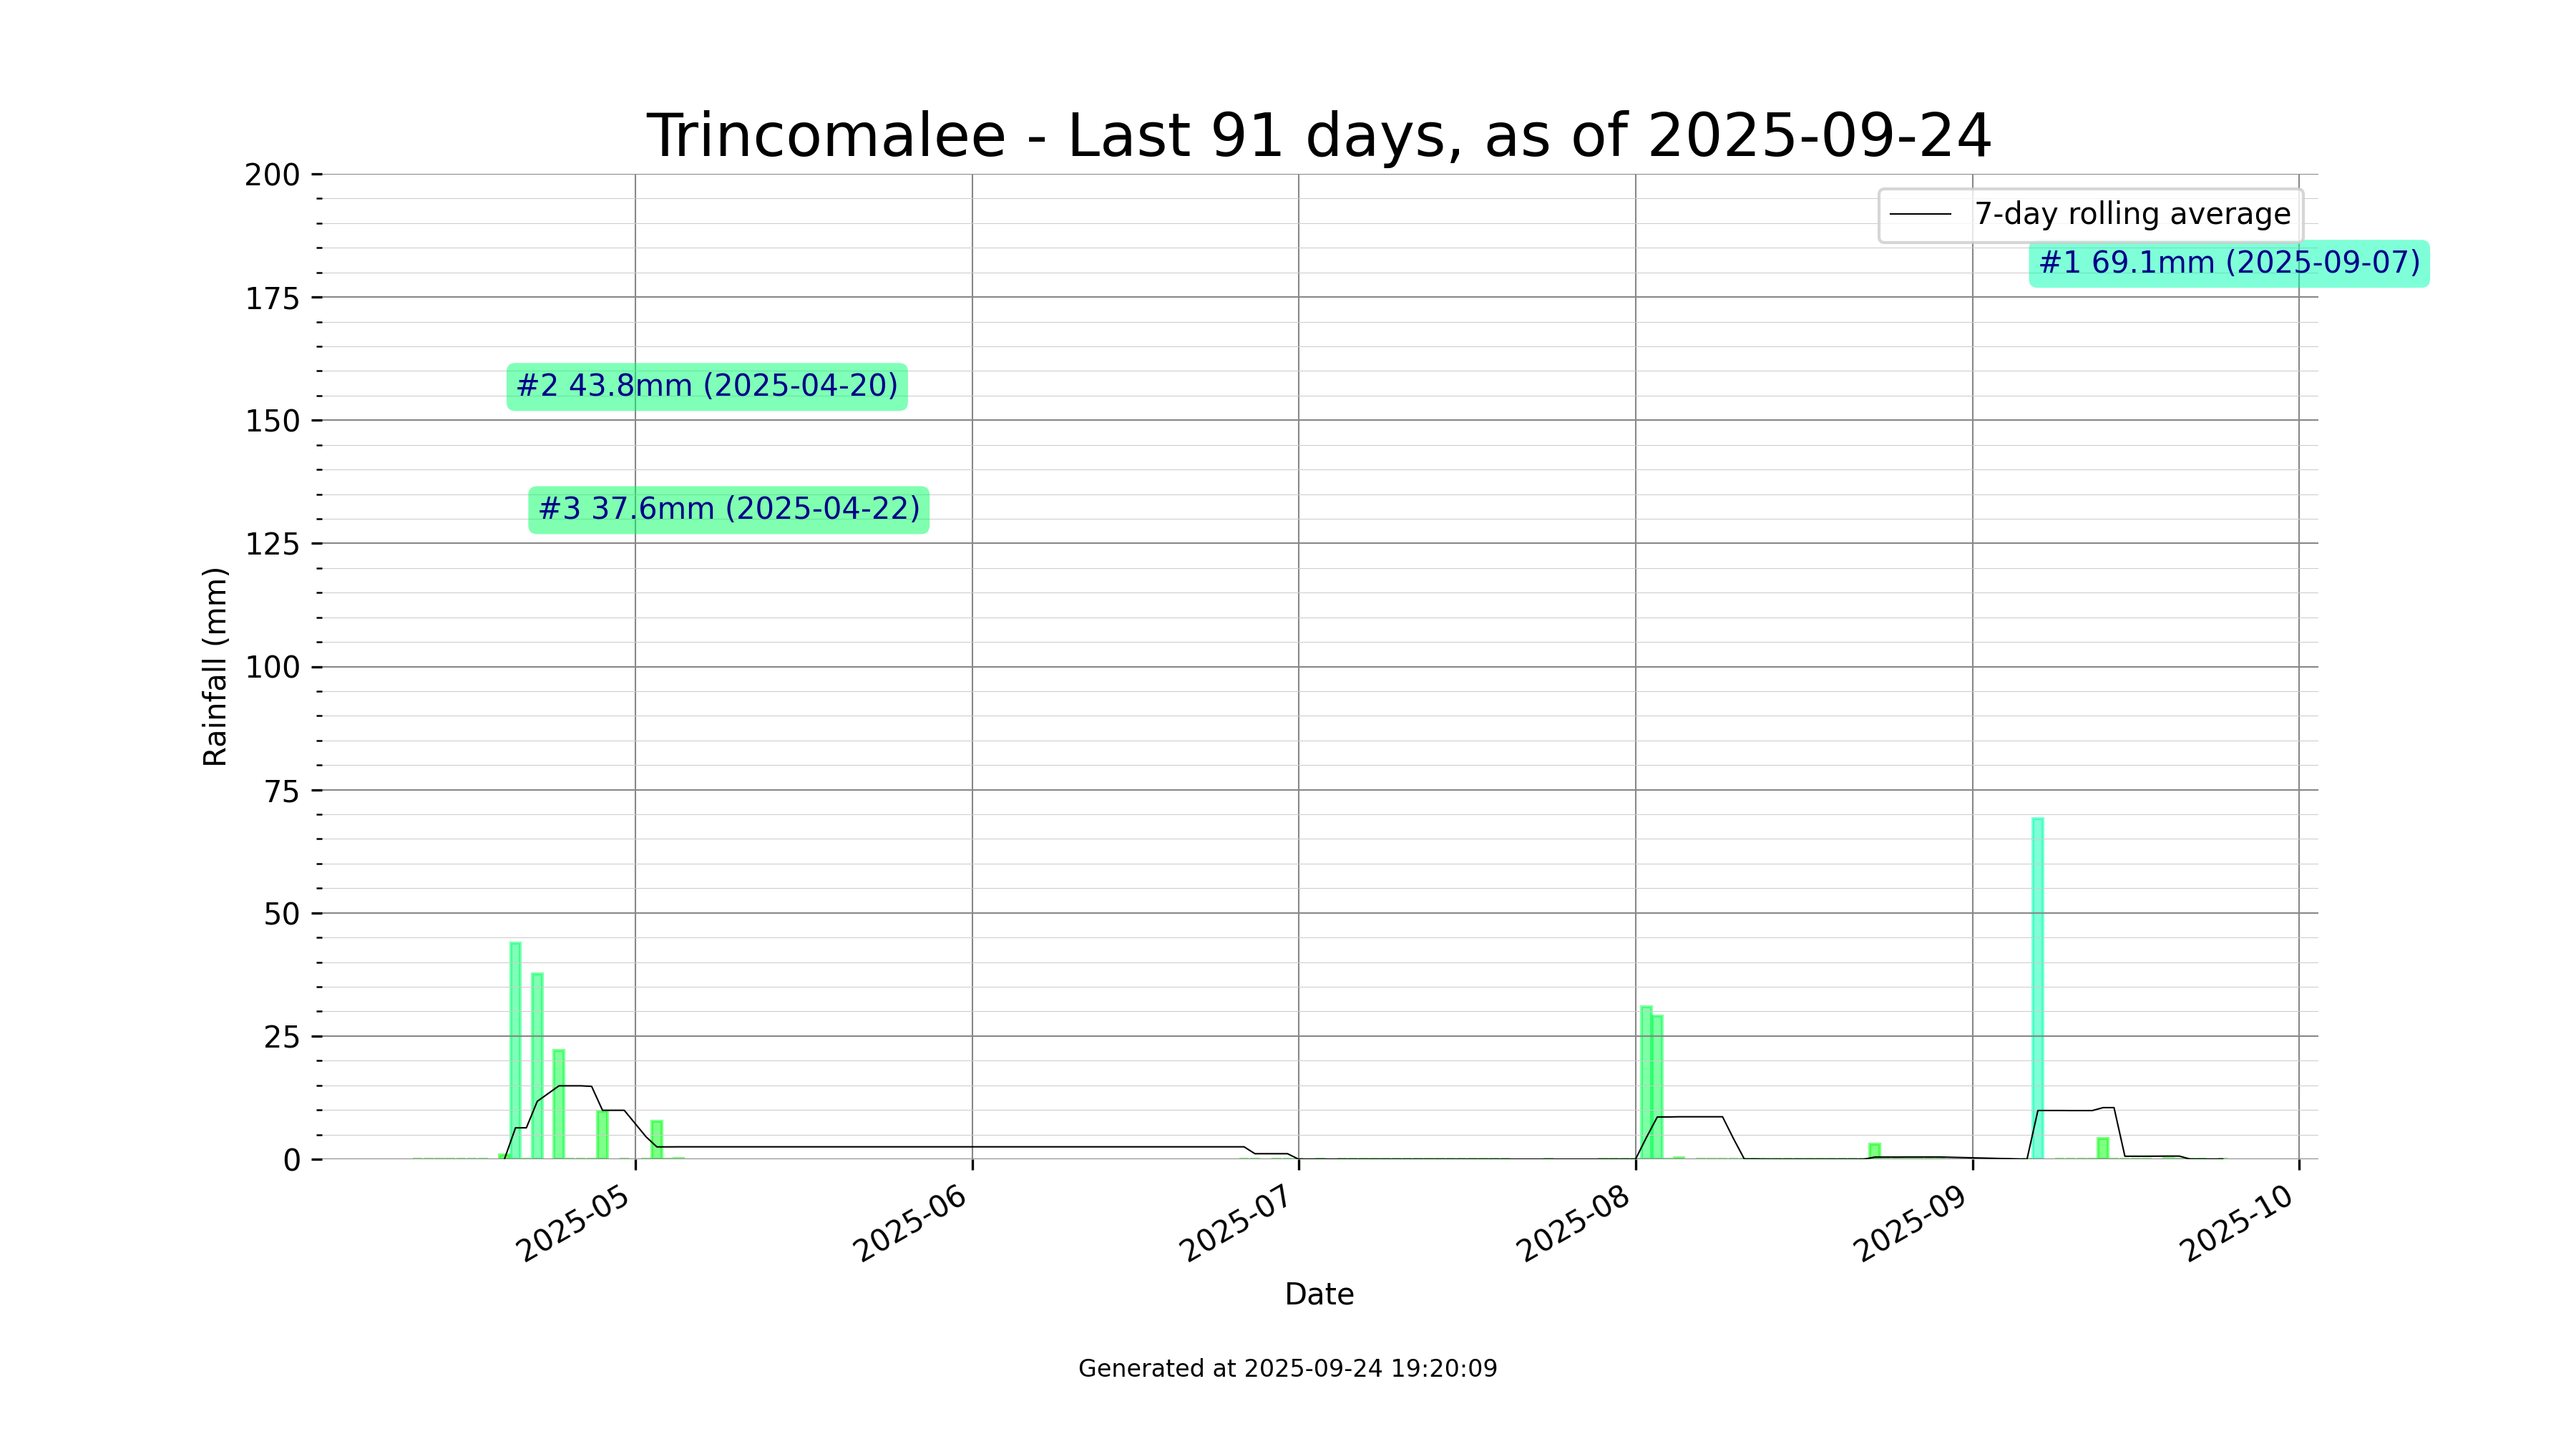 Trincomalee - Last 91 days, as of 2025-09-24
200
175
150
125
100
75
50
25
0
Rainfall (mm)
7-day rolling average
#1 69.1mm (2025-09-07)
#2 43.8mm (2025-04-20)
#3 37.6mm (2025-04-22)
2025-05
2025-06
2025-07
2025-08
2025-09
2025-10
Date
Generated at 2025-09-24 19:20:09